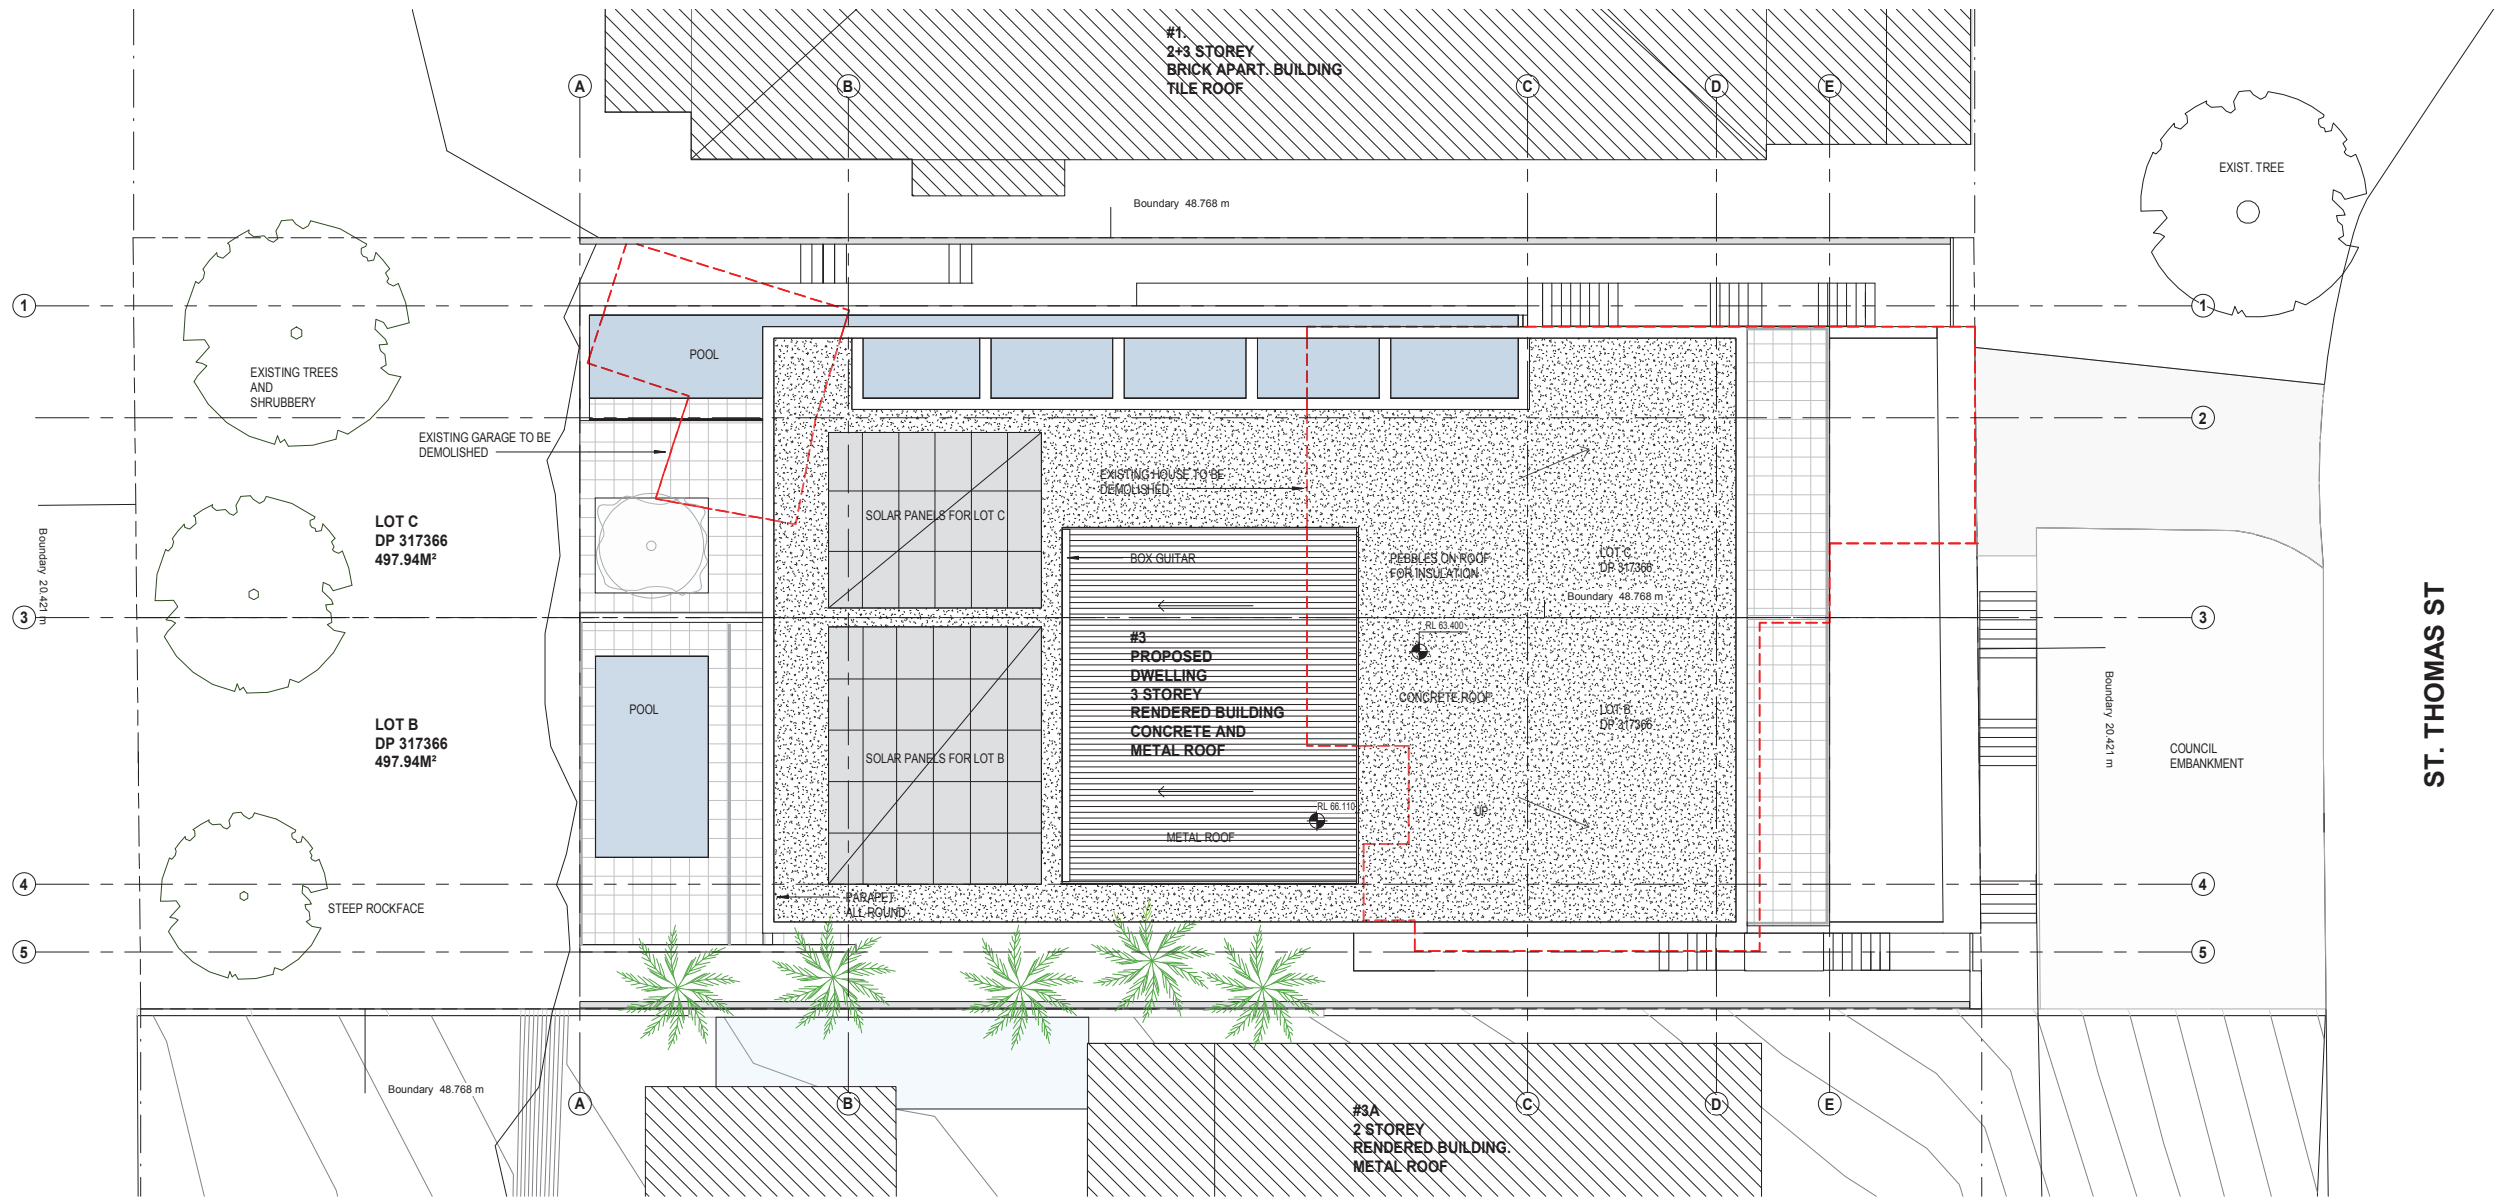 #1.
2+3 STOREY
BRICK APART. BUILDING
TILE ROOF
A
B
C
D
E
EXIST. TREE
Boundary 48.768 m
1
1
POOL
EXISTING TREES
AND
SHRUBBERY
2
EXISTING GARAGE TO BE
DEMOLISHED
EXISTING HOUSE TO BE
DEMOLISHED
SOLAR PANELS FOR LOT C
LOT C
DP 317366
497.94M²
Boundary 20.421 m
BOX GUITAR
PEBBLES ON ROOF
FOR INSULATION
LOT C
DP 317366
Boundary 48.768 m
3
3
RL 63.400
#3
PROPOSED
DWELLING
3 STOREY
RENDERED BUILDING
CONCRETE AND
METAL ROOF
CONCRETE ROOF
LOT B
DP 317366
POOL
LOT B
DP 317366
497.94M²
SOLAR PANELS FOR LOT B
Boundary 20.421 m
COUNCIL
EMBANKMENT
ST. THOMAS ST
RL 66.110
UP
METAL ROOF
4
4
PARAPET
ALL ROUND
STEEP ROCKFACE
5
5
Boundary 48.768 m
A
B
C
D
E
#3A
2 STOREY
RENDERED BUILDING.
METAL ROOF